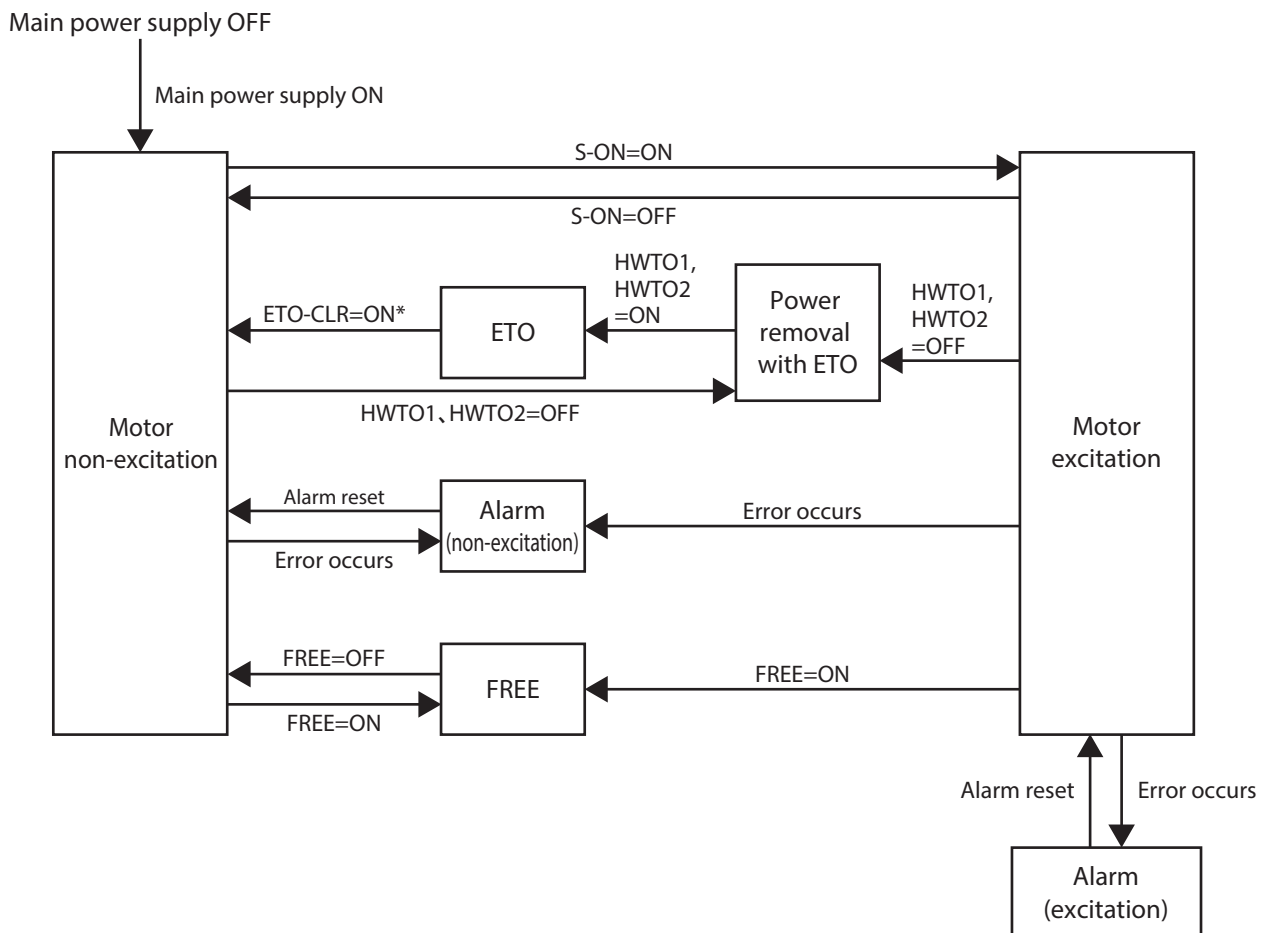 Main power supply OFF
Main power supply ON
S-ON=ON
S-ON=OFF
HWTO1,
HWTO2
=ON
Power
removal
with ETO
HWTO1,
HWTO2
=OFF
ETO-CLR=ON*
ETO
HWTO1、HWTO2=OFF
Motor
non-excitation
Motor
excitation
Alarm reset
Alarm
(non-excitation)
Error occurs
Error occurs
FREE=OFF
FREE
FREE=ON
FREE=ON
Alarm reset
Error occurs
Alarm
(excitation)